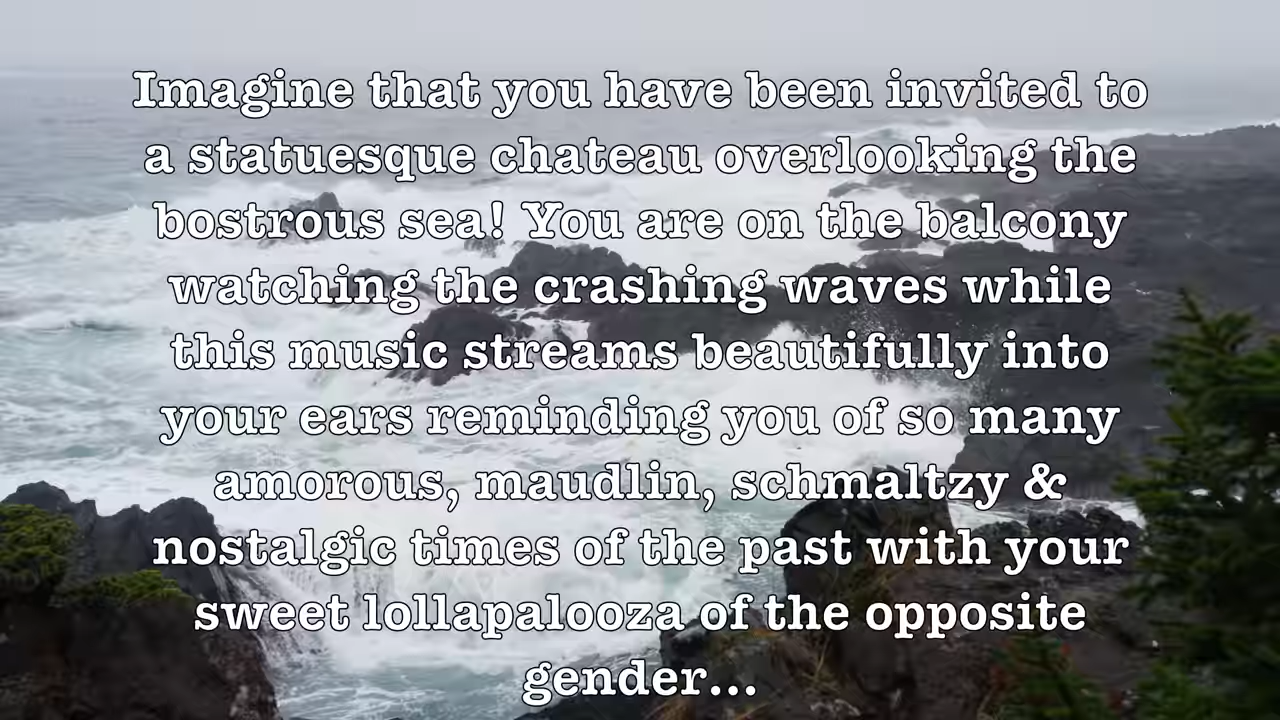 Imagine that you have been invited to
a statuesque chateau overlooking the
bostrous sea! You are on the balcony
watching the crashing waves while
this music streams beautifully into
your ears reminding you of so many
amorous, maudlin, schmaltzy &
nostalgic times of the past with your
sweet lollapalooza of the opposite
gender...